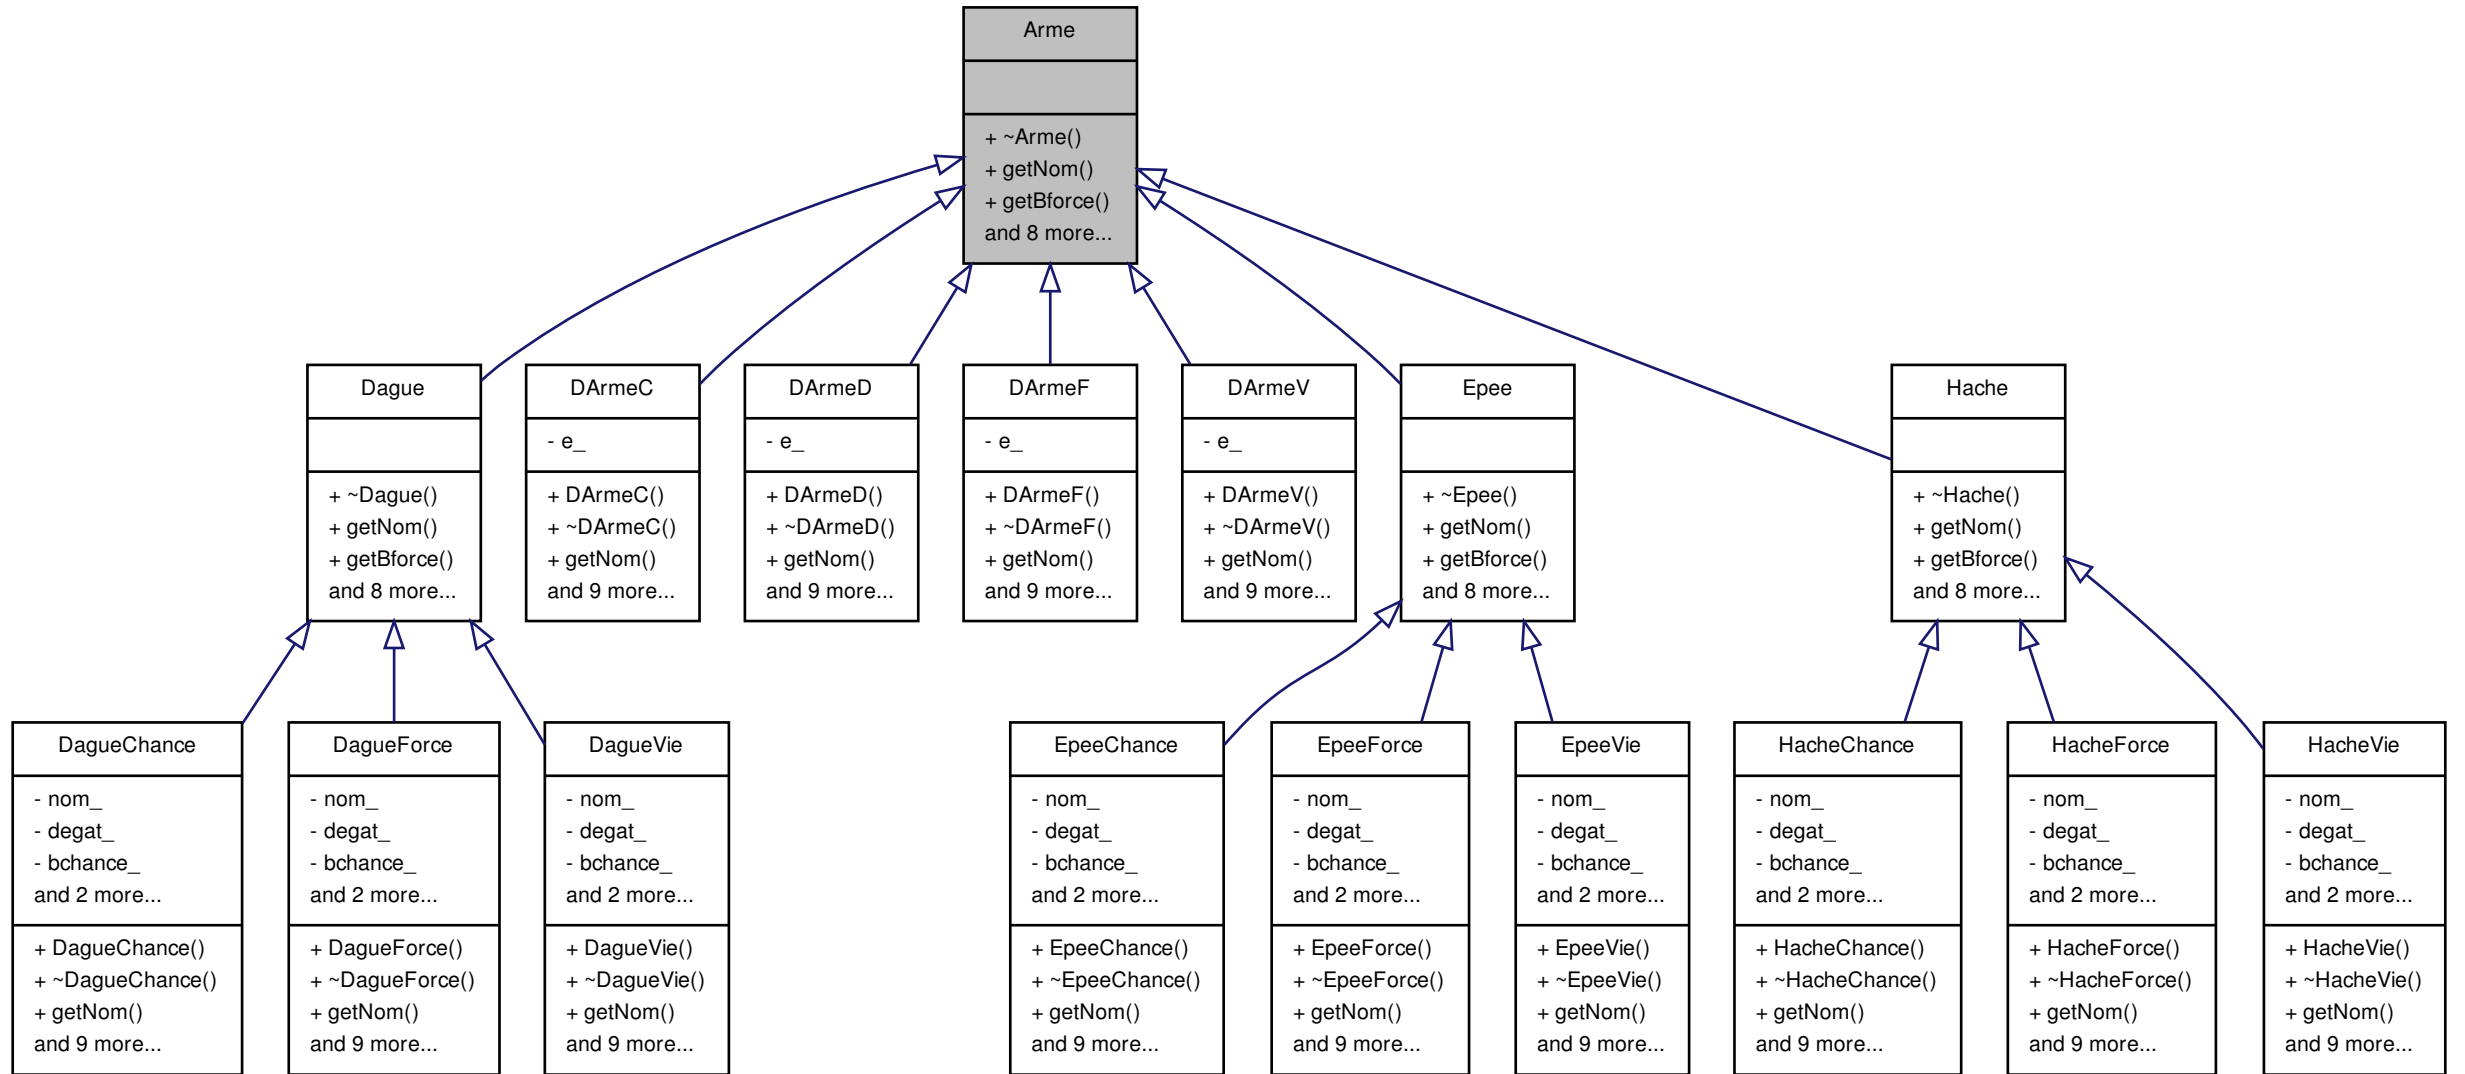 Arme
+ ~Arme()
+ getNom()
+ getBforce()
and 8 more...
Dague
+ ~Dague()
+ getNom()
+ getBforce()
and 8 more...
DArmeC
- e_
+ DArmeC()
+ ~DArmeC()
+ getNom()
and 9 more...
DArmeD
- e_
+ DArmeD()
+ ~DArmeD()
+ getNom()
and 9 more...
DArmeF
- e_
+ DArmeF()
+ ~DArmeF()
+ getNom()
and 9 more...
DArmeV
- e_
+ DArmeV()
+ ~DArmeV()
+ getNom()
and 9 more...
Epee
+ ~Epee()
+ getNom()
+ getBforce()
and 8 more...
Hache
+ ~Hache()
+ getNom()
+ getBforce()
and 8 more...
DagueChance
- nom_
- degat_
- bchance_
and 2 more...
+ DagueChance()
+ ~DagueChance()
+ getNom()
and 9 more...
DagueForce
- nom_
- degat_
- bchance_
and 2 more...
+ DagueForce()
+ ~DagueForce()
+ getNom()
and 9 more...
DagueVie
- nom_
- degat_
- bchance_
and 2 more...
+ DagueVie()
+ ~DagueVie()
+ getNom()
and 9 more...
EpeeChance
- nom_
- degat_
- bchance_
and 2 more...
+ EpeeChance()
+ ~EpeeChance()
+ getNom()
and 9 more...
EpeeForce
- nom_
- degat_
- bchance_
and 2 more...
+ EpeeForce()
+ ~EpeeForce()
+ getNom()
and 9 more...
EpeeVie
- nom_
- degat_
- bchance_
and 2 more...
+ EpeeVie()
+ ~EpeeVie()
+ getNom()
and 9 more...
HacheChance
- nom_
- degat_
- bchance_
and 2 more...
+ HacheChance()
+ ~HacheChance()
+ getNom()
and 9 more...
HacheForce
- nom_
- degat_
- bchance_
and 2 more...
+ HacheForce()
+ ~HacheForce()
+ getNom()
and 9 more...
HacheVie
- nom_
- degat_
- bchance_
and 2 more...
+ HacheVie()
+ ~HacheVie()
+ getNom()
and 9 more...